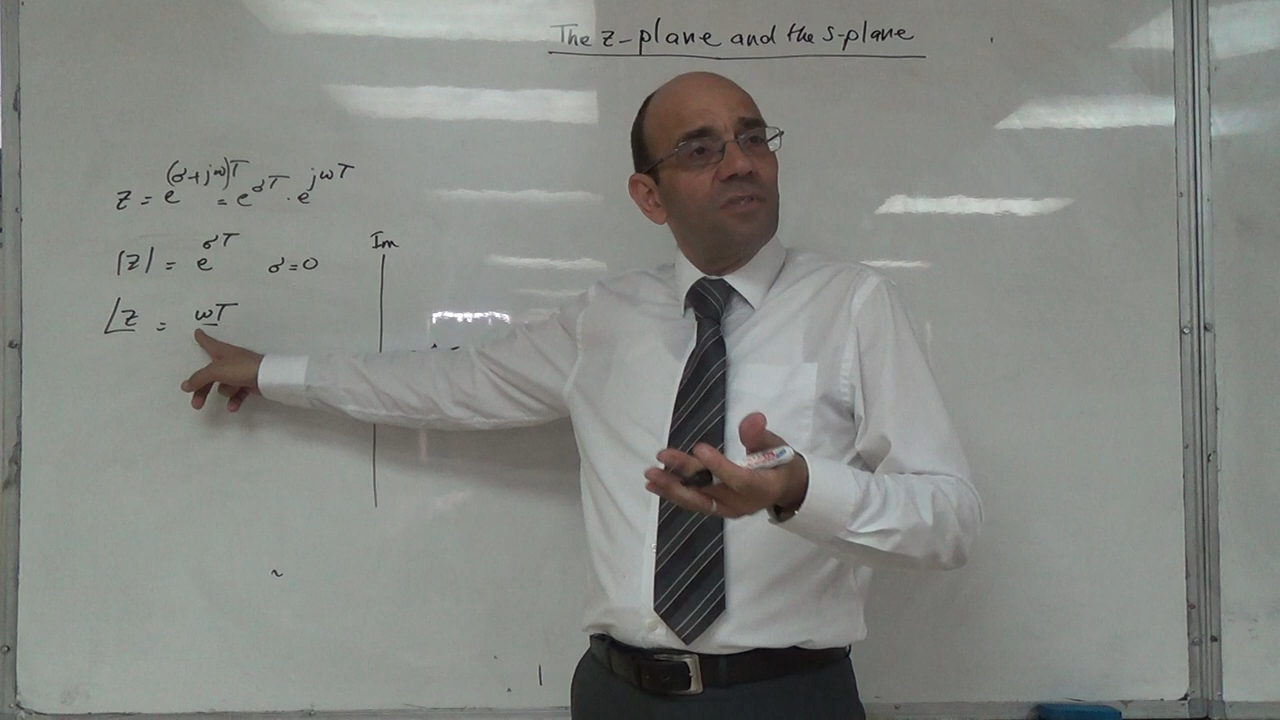 The z-plane and the s-plane
z = e^(σ+jω)T = e^σT · e^jωT
|z| = e^σT σ=0
Im
∠z = ωT